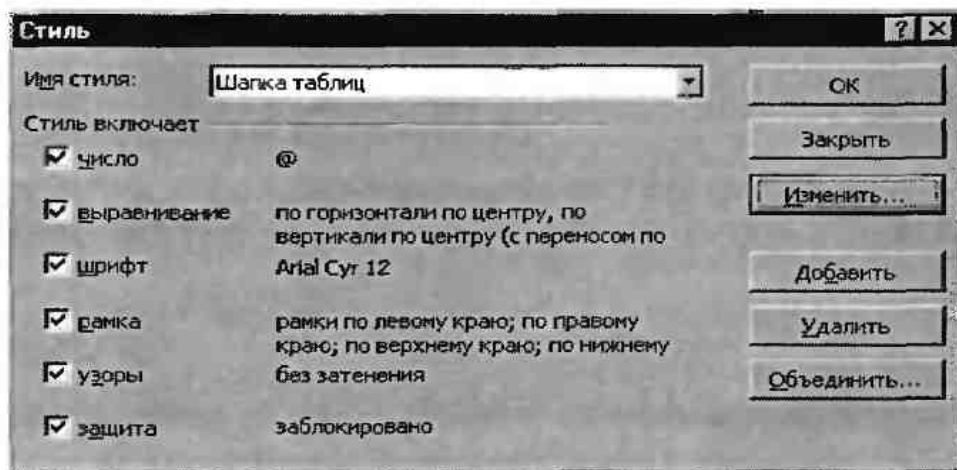 Стиль
Имя стиля: Шапка таблиц
ОК
Стиль включает
Закрыть
число @
Изменить...
выравнивание по горизонтали по центру, по
вертикали по центру (с переносом по
шрифт Arial Cyr 12
Добавить
рамка рамки по левому краю; по правому
краю; по верхнему краю; по нижнему
Удалить
узоры без затенения
Объединить...
защита заблокировано